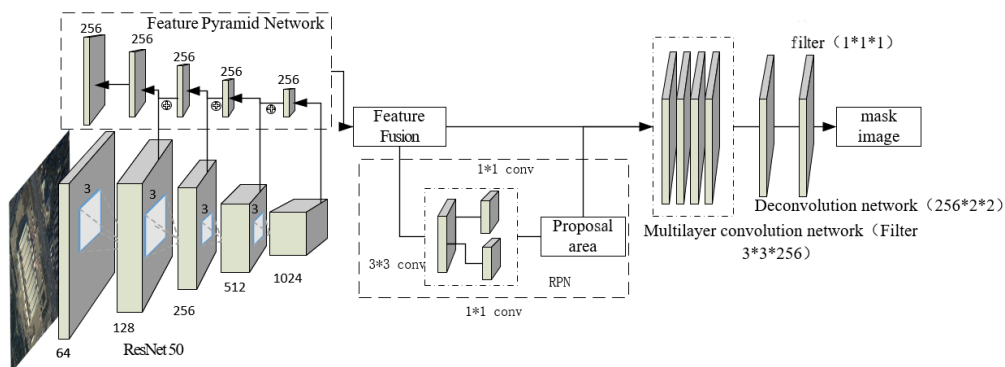 Feature Pyramid Network
256
256
256
256
256
3
3
3
3
64
128
256
512
1024
ResNet 50
Feature
Fusion
1*1 conv
3*3 conv
1*1 conv
RPN
Proposal
area
filter（1*1*1）
mask
image
Deconvolution network（256*2*2）
Multilayer convolution network（Filter
3*3*256）